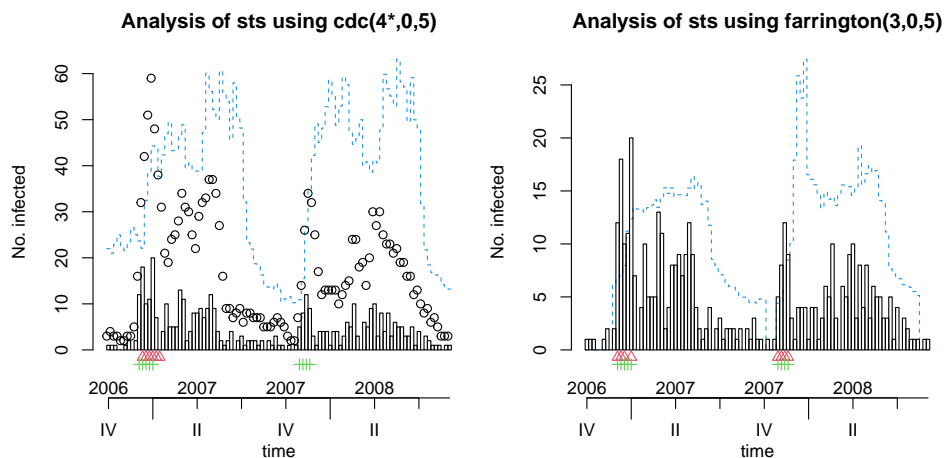 Analysis of sts using cdc(4*,0,5)
No. infected
60
50
40
30
20
10
0
2006 2007 2007 2008
IV II IV II
time
Analysis of sts using farrington(3,0,5)
No. infected
25
20
15
10
5
0
2006 2007 2007 2008
IV II IV II
time